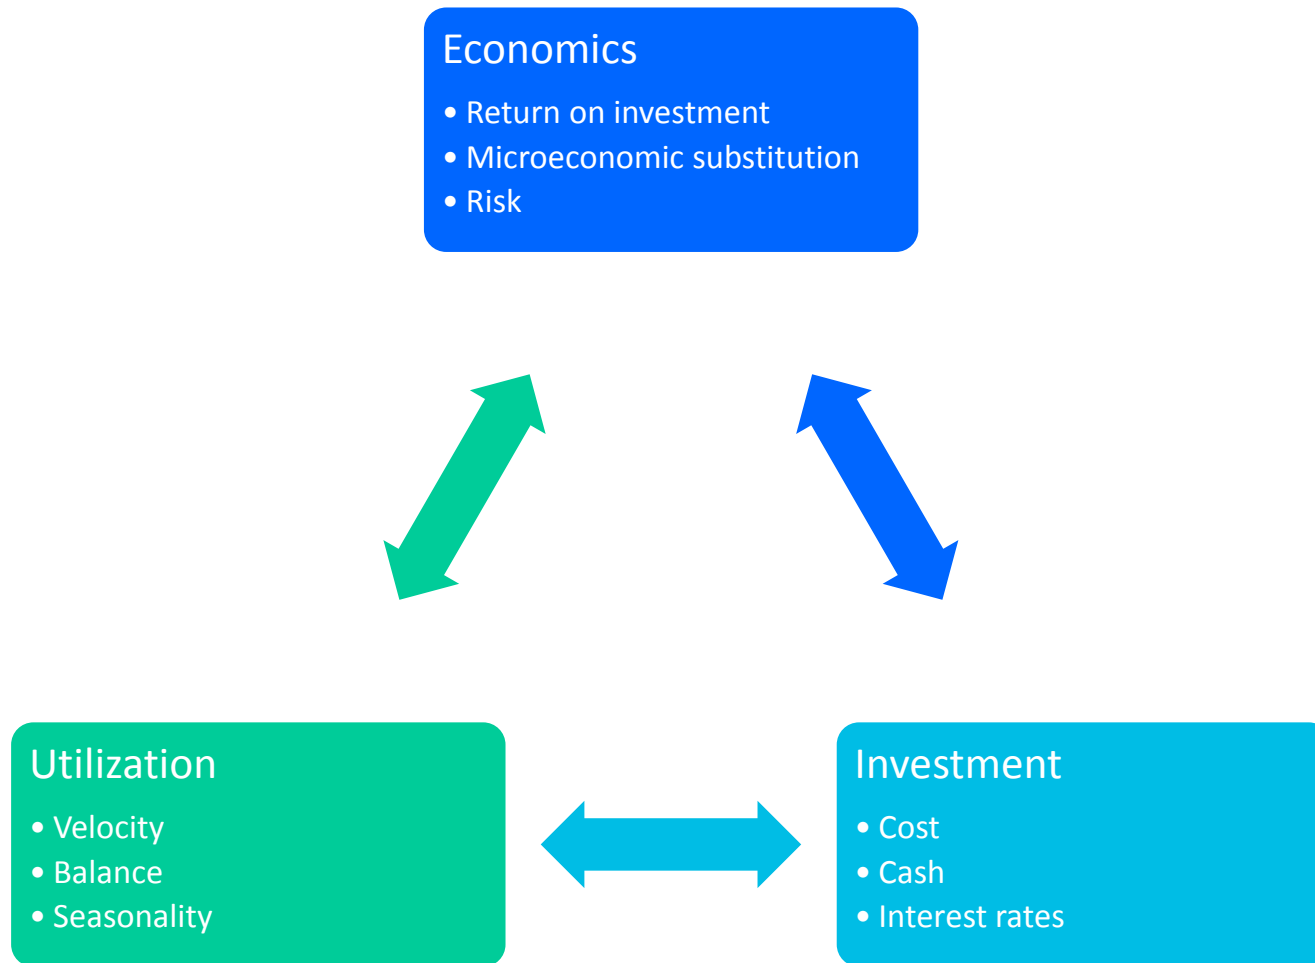 Economics
• Return on investment
• Microeconomic substitution
• Risk
Utilization
• Velocity
• Balance
• Seasonality
Investment
• Cost
• Cash
• Interest rates